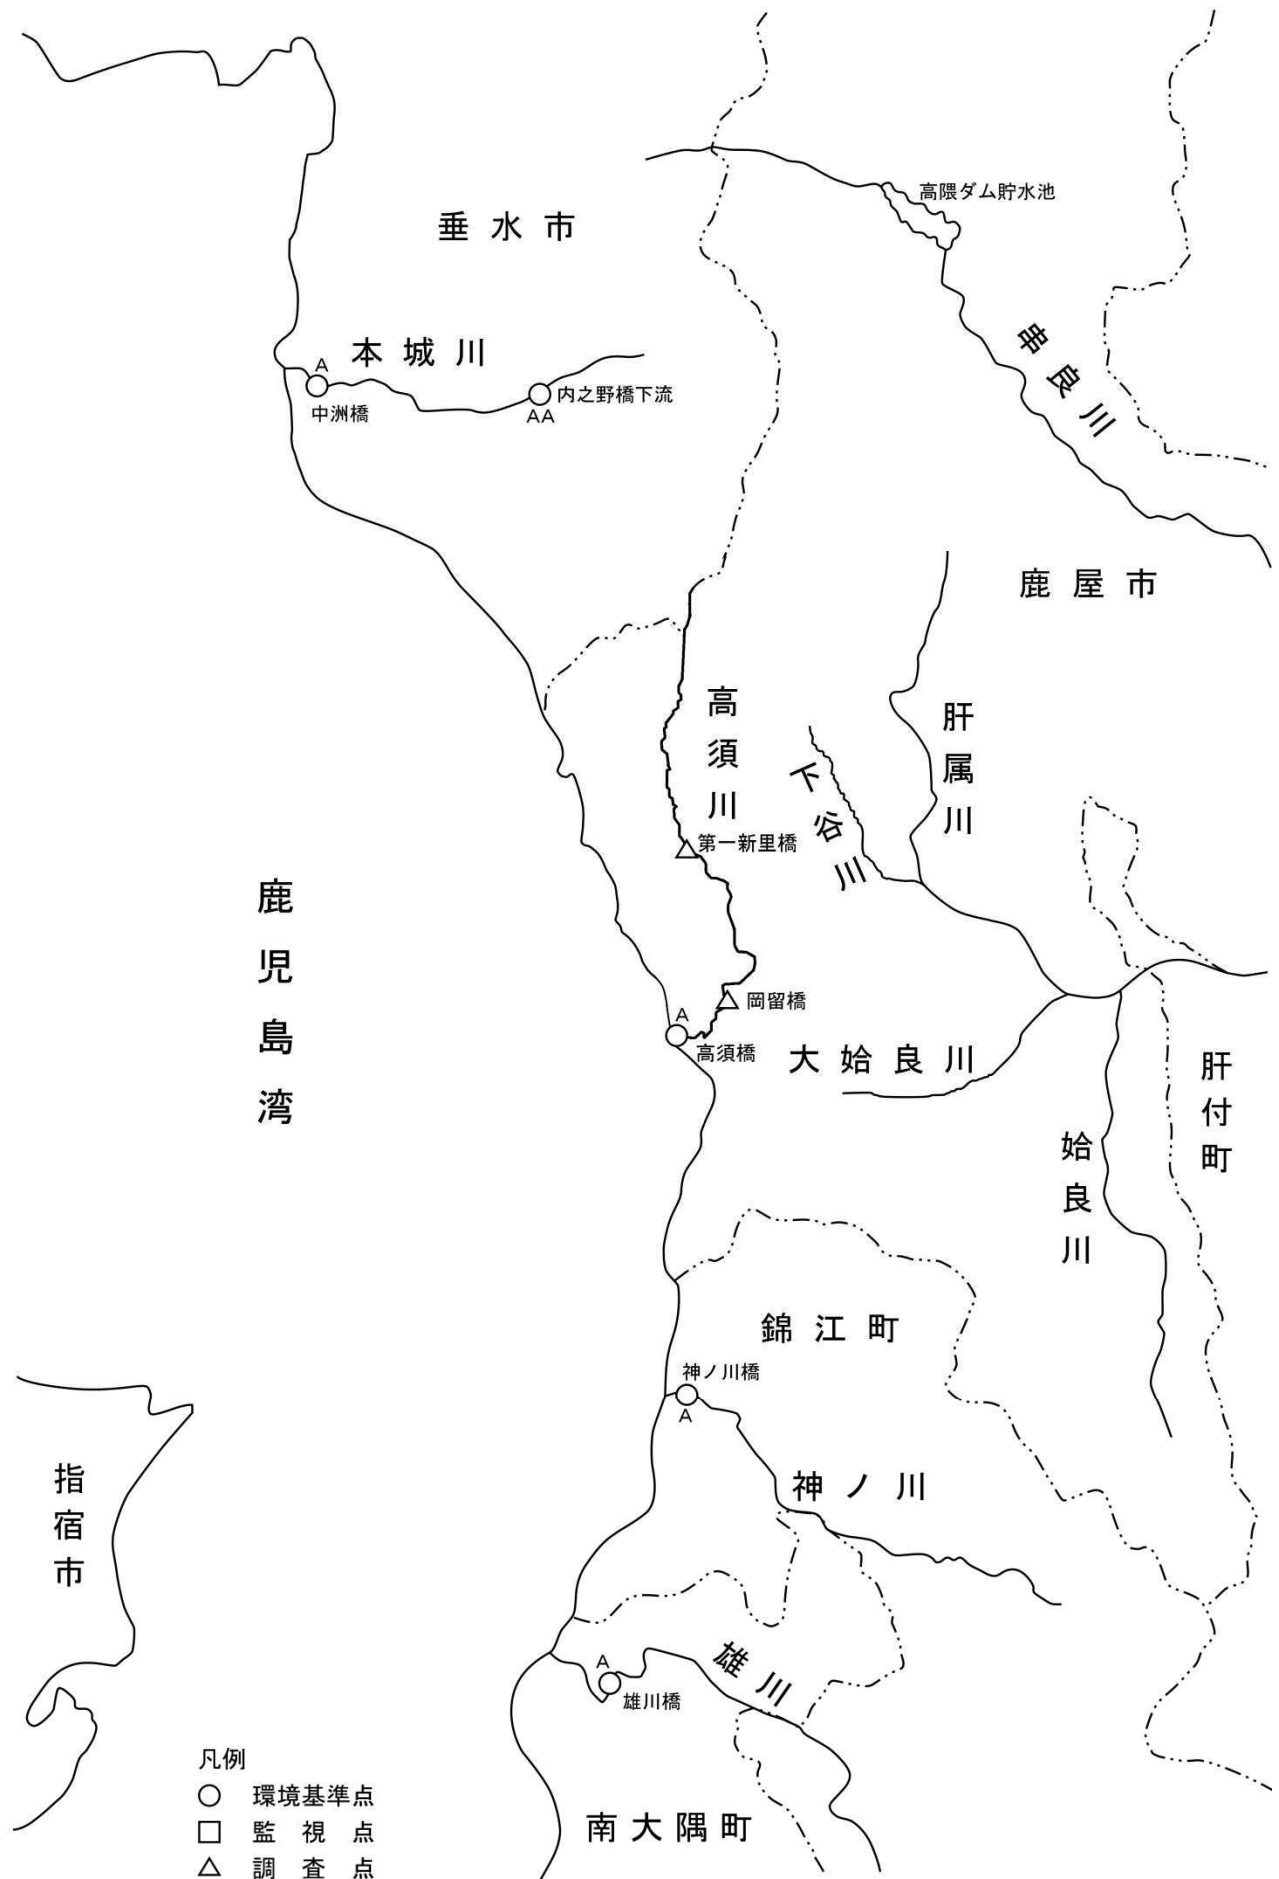 高隈ダム貯水池
垂水市
串良川
本城川
A
中洲橋
内之野橋下流
AA
鹿屋市
高須川
肝属川
下谷川
第一新里橋
鹿児島湾
岡留橋
A
高須橋
大姶良川
肝付町
姶良川
錦江町
神ノ川橋
A
神ノ川
指宿市
雄川
A
雄川橋
南大隅町
凡例
○ 環境基準点
□ 監視点
△ 調査点